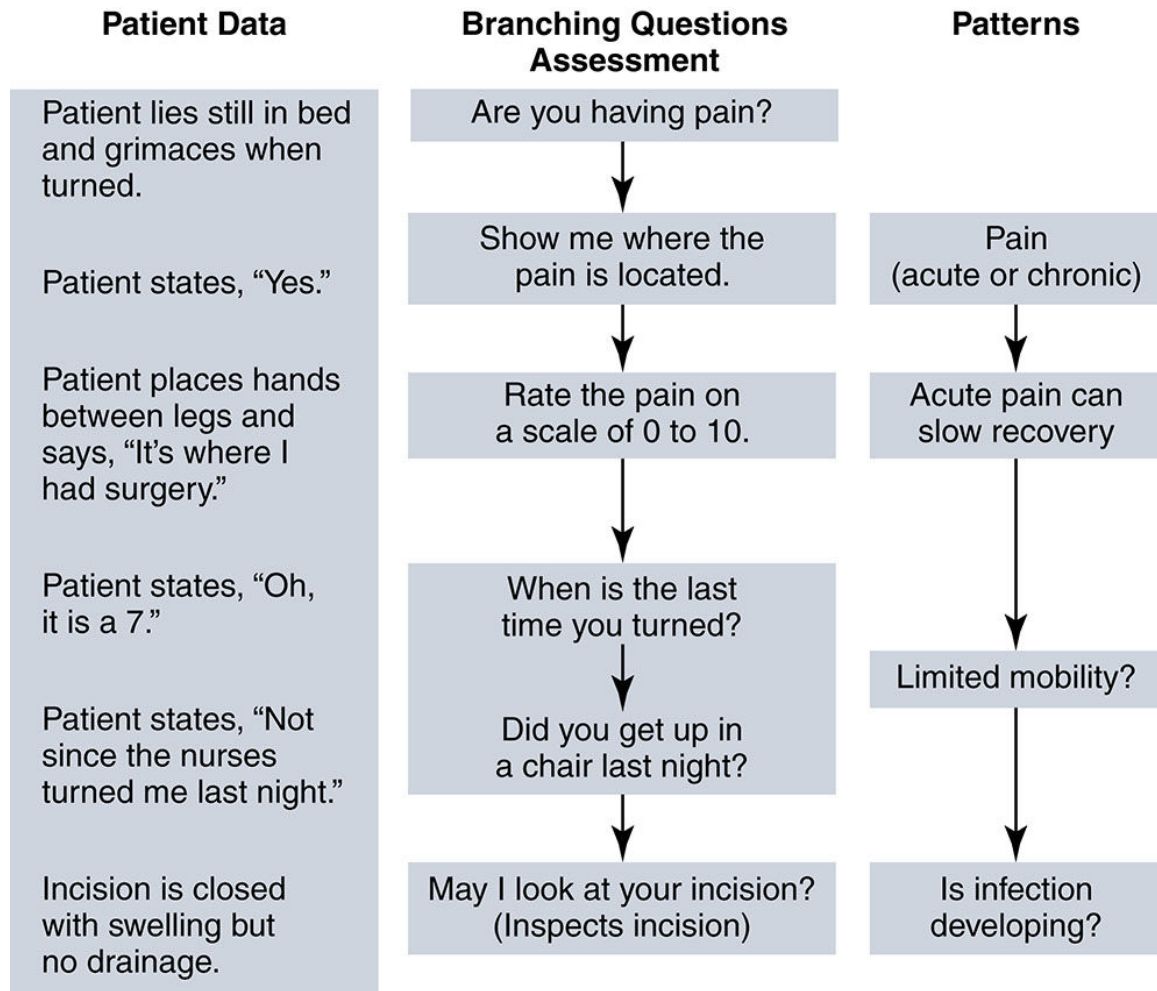 Patient Data
Branching Questions
Assessment
Patterns
Patient lies still in bed
and grimaces when
turned.
Patient states, “Yes.”
Patient places hands
between legs and
says, “It’s where I
had surgery.”
Patient states, “Oh,
it is a 7.”
Patient states, “Not
since the nurses
turned me last night.”
Incision is closed
with swelling but
no drainage.
Are you having pain?
Show me where the
pain is located.
Rate the pain on
a scale of 0 to 10.
When is the last
time you turned?
Did you get up in
a chair last night?
May I look at your incision?
(Inspects incision)
Pain
(acute or chronic)
Acute pain can
slow recovery
Limited mobility?
Is infection
developing?